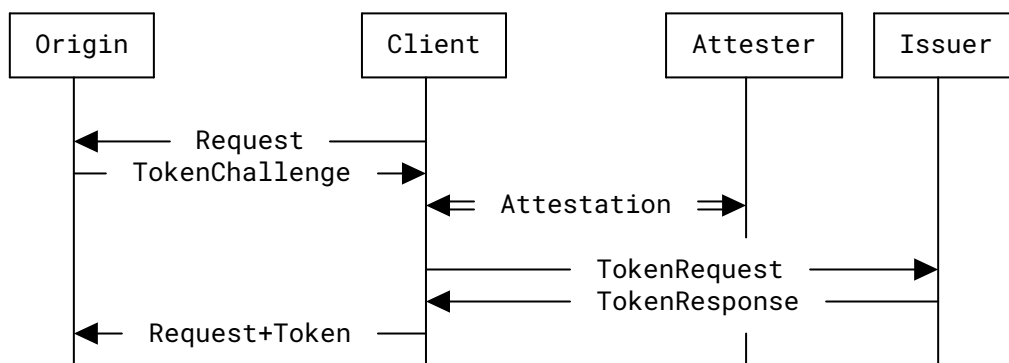 Origin Client Attester Issuer
Request
TokenChallenge
Attestation
TokenRequest
TokenResponse
Request+Token